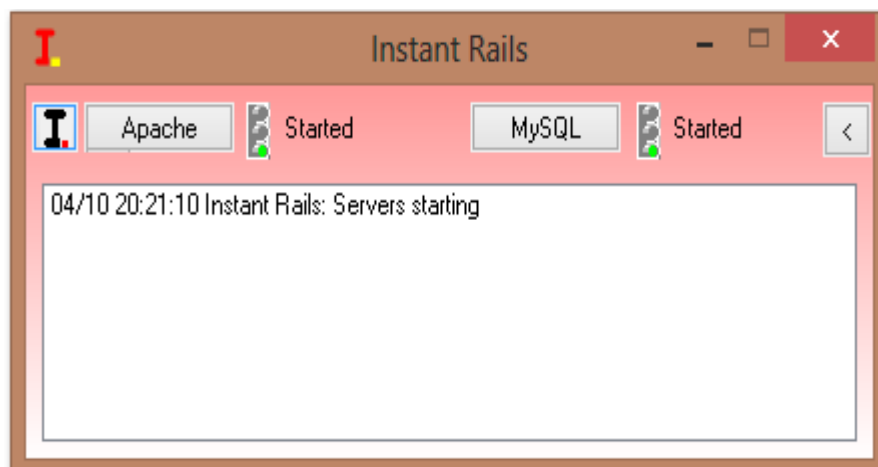 Instant Rails
I. Apache Started MySQL Started <
04/10 20:21:10 Instant Rails: Servers starting